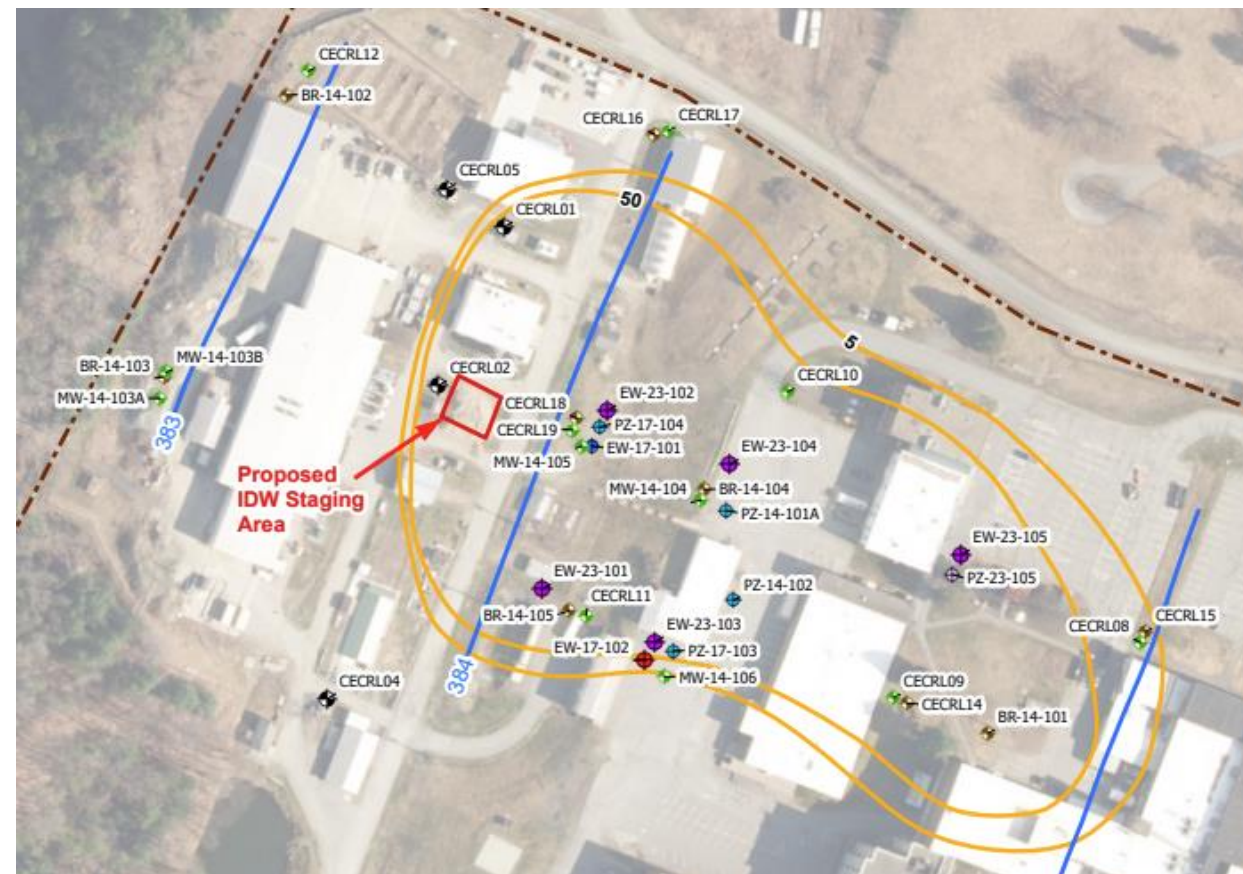 CECRL12
BR-14-102
CECRL16
CECRL17
CECRL05
50
CECRL01
5
BR-14-103
MW-14-103B
MW-14-103A
383
CECRL02
CECRL10
EW-23-102
CECRL18
PZ-17-104
CECRL19
EW-17-101
MW-14-105
EW-23-104
Proposed
IDW Staging
Area
MW-14-104
BR-14-104
PZ-14-101A
EW-23-105
PZ-23-105
EW-23-101
PZ-14-102
BR-14-105
CECRL11
CECRL15
CECRL08
EW-23-103
EW-17-102
PZ-17-103
384
MW-14-106
CECRL04
CECRL09
CECRL14
BR-14-101